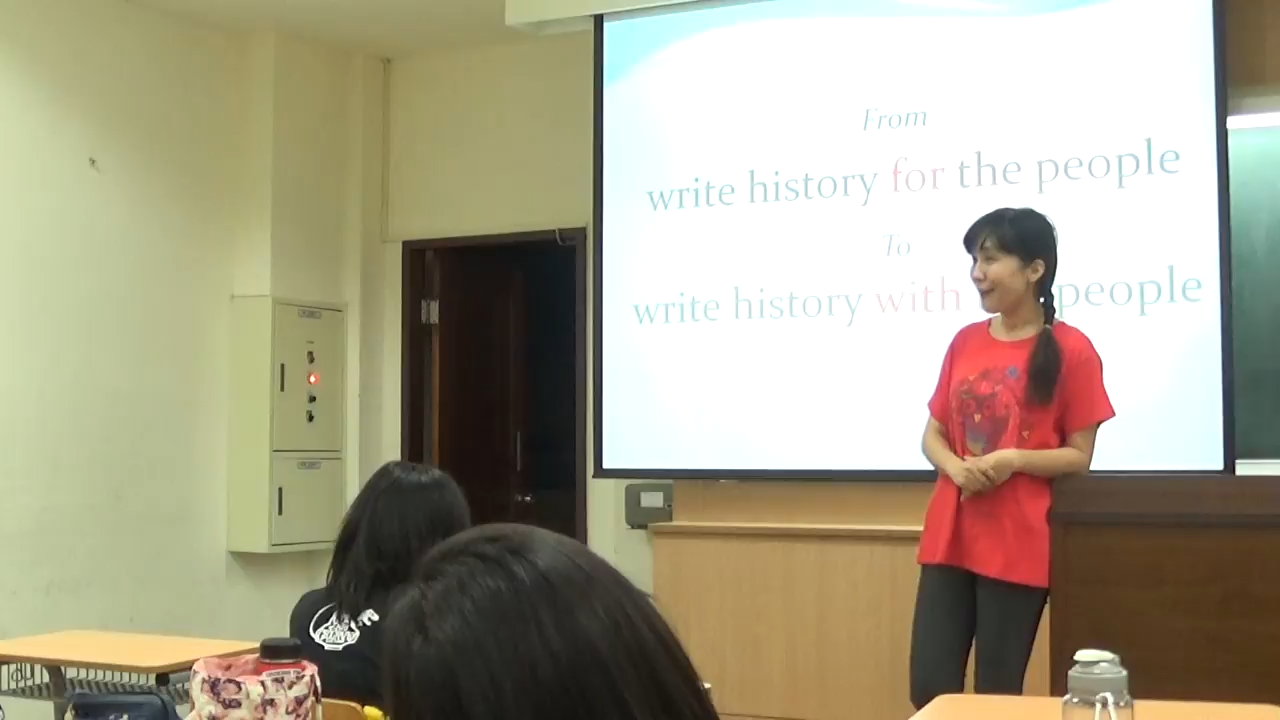 From
write history for the people
To
write history with people